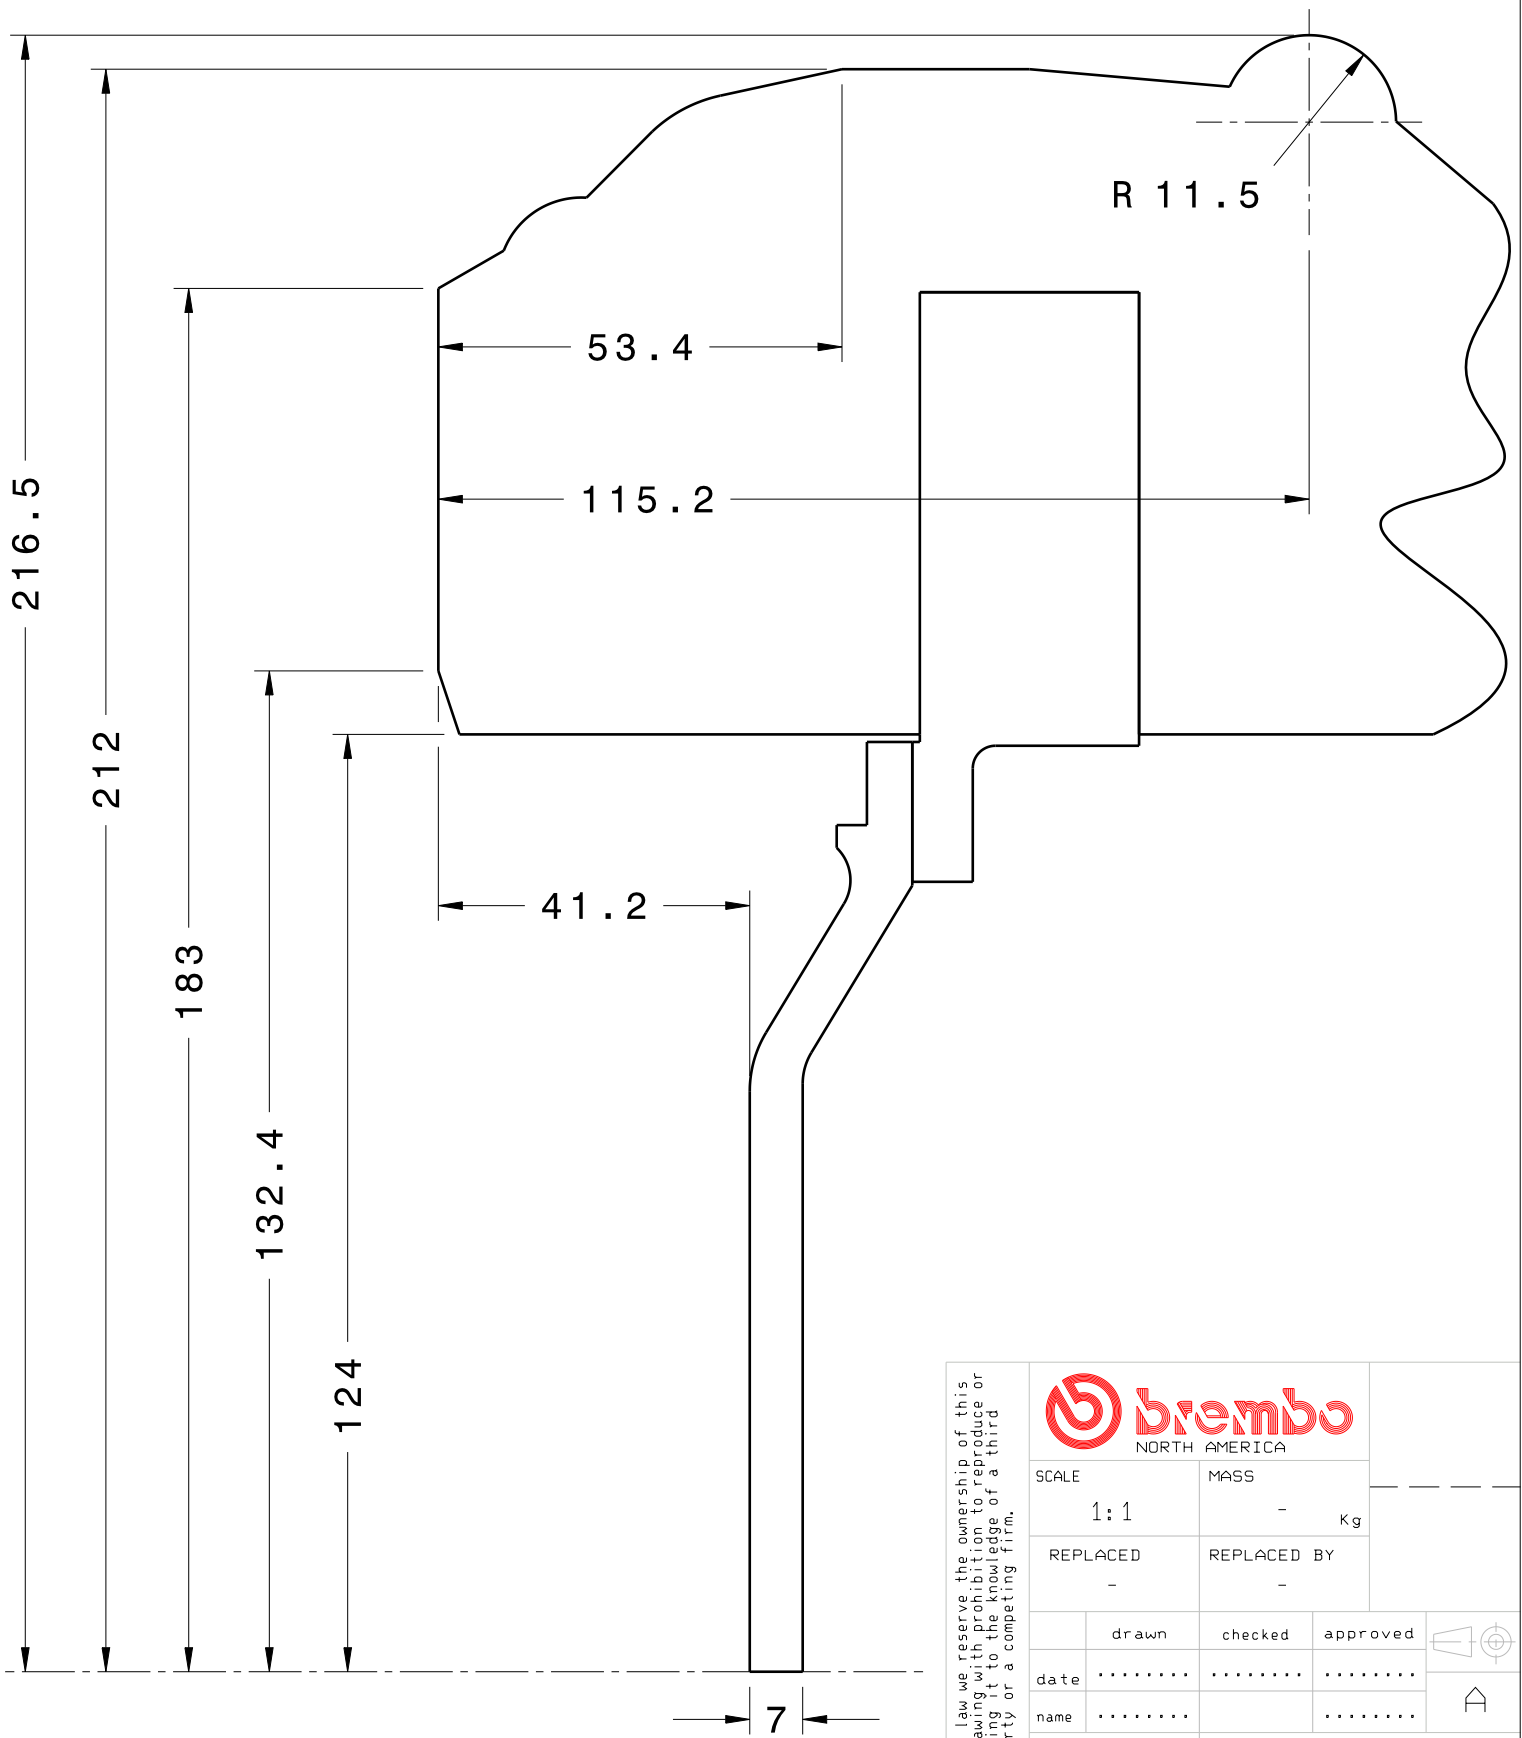 R 11.5
53.4
115.2
216.5
212
183
132.4
124
41.2
7
law we reserve the ownership of this
awing with prohibition to reproduce or
ing it to the knowledge of a third
rty or a competing firm.
brembo
NORTH AMERICA
SCALE
1:1
MASS
-
Kg
REPLACED
-
REPLACED BY
-
drawn checked approved
date ........ ........ ........
name ........ ........
A